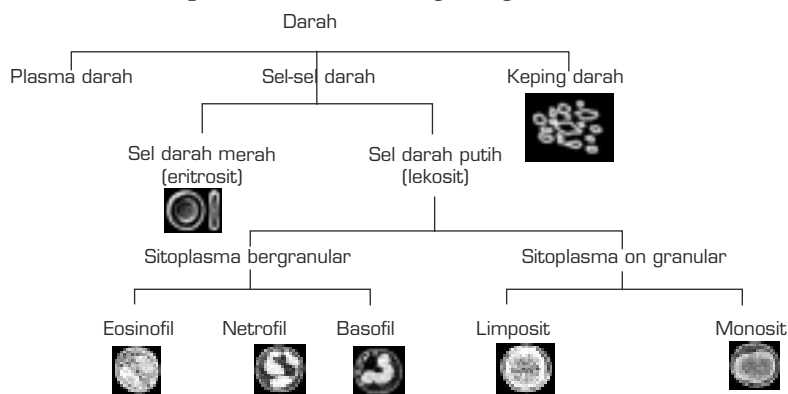 Darah
Plasma darah Sel-sel darah Keping darah
Sel darah merah Sel darah putih
(eritrosit) (lekosit)
Sitoplasma bergranular Sitoplasma on granular
Eosinofil Netrofil Basofil Limposit Monosit